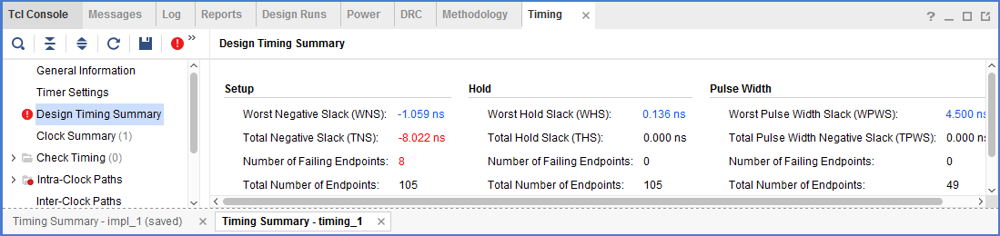 Tcl Console Messages Log Reports Design Runs Power DRC Methodology Timing × ? _
» Design Timing Summary
General Information
Timer Settings
Design Timing Summary
Clock Summary (1)
Check Timing (0)
Intra-Clock Paths
Inter-Clock Paths
Setup Hold Pulse Width
Worst Negative Slack (WNS): -1.059 ns Worst Hold Slack (WHS): 0.136 ns Worst Pulse Width Slack (WPWS): 4.500 ns
Total Negative Slack (TNS): -8.022 ns Total Hold Slack (THS): 0.000 ns Total Pulse Width Negative Slack (TPWS): 0.000 ns
Number of Failing Endpoints: 8 Number of Failing Endpoints: 0 Number of Failing Endpoints: 0
Total Number of Endpoints: 105 Total Number of Endpoints: 105 Total Number of Endpoints: 49
Timing Summary - impl_1 (saved) × Timing Summary - timing_1 ×